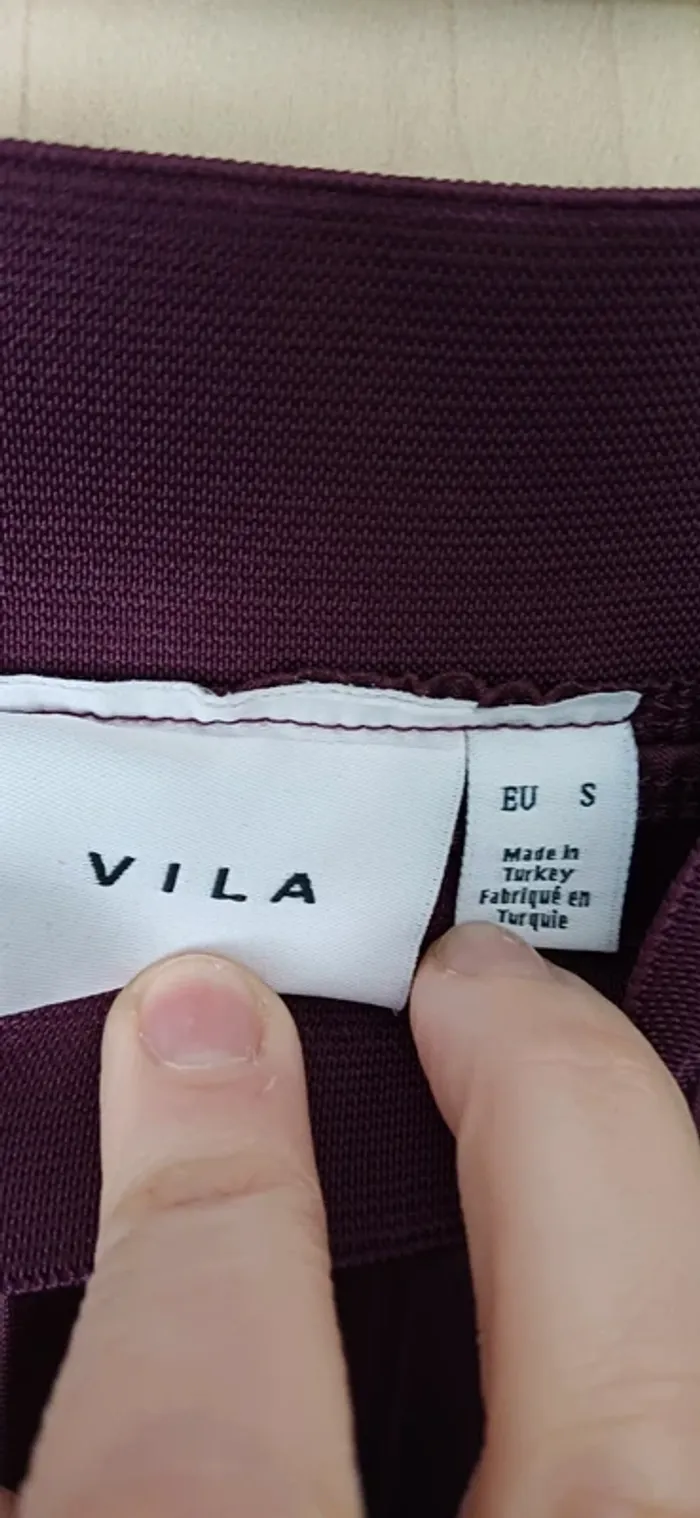 VILA
EU S
Made in
Turkey
Fabriqué en
Turquie